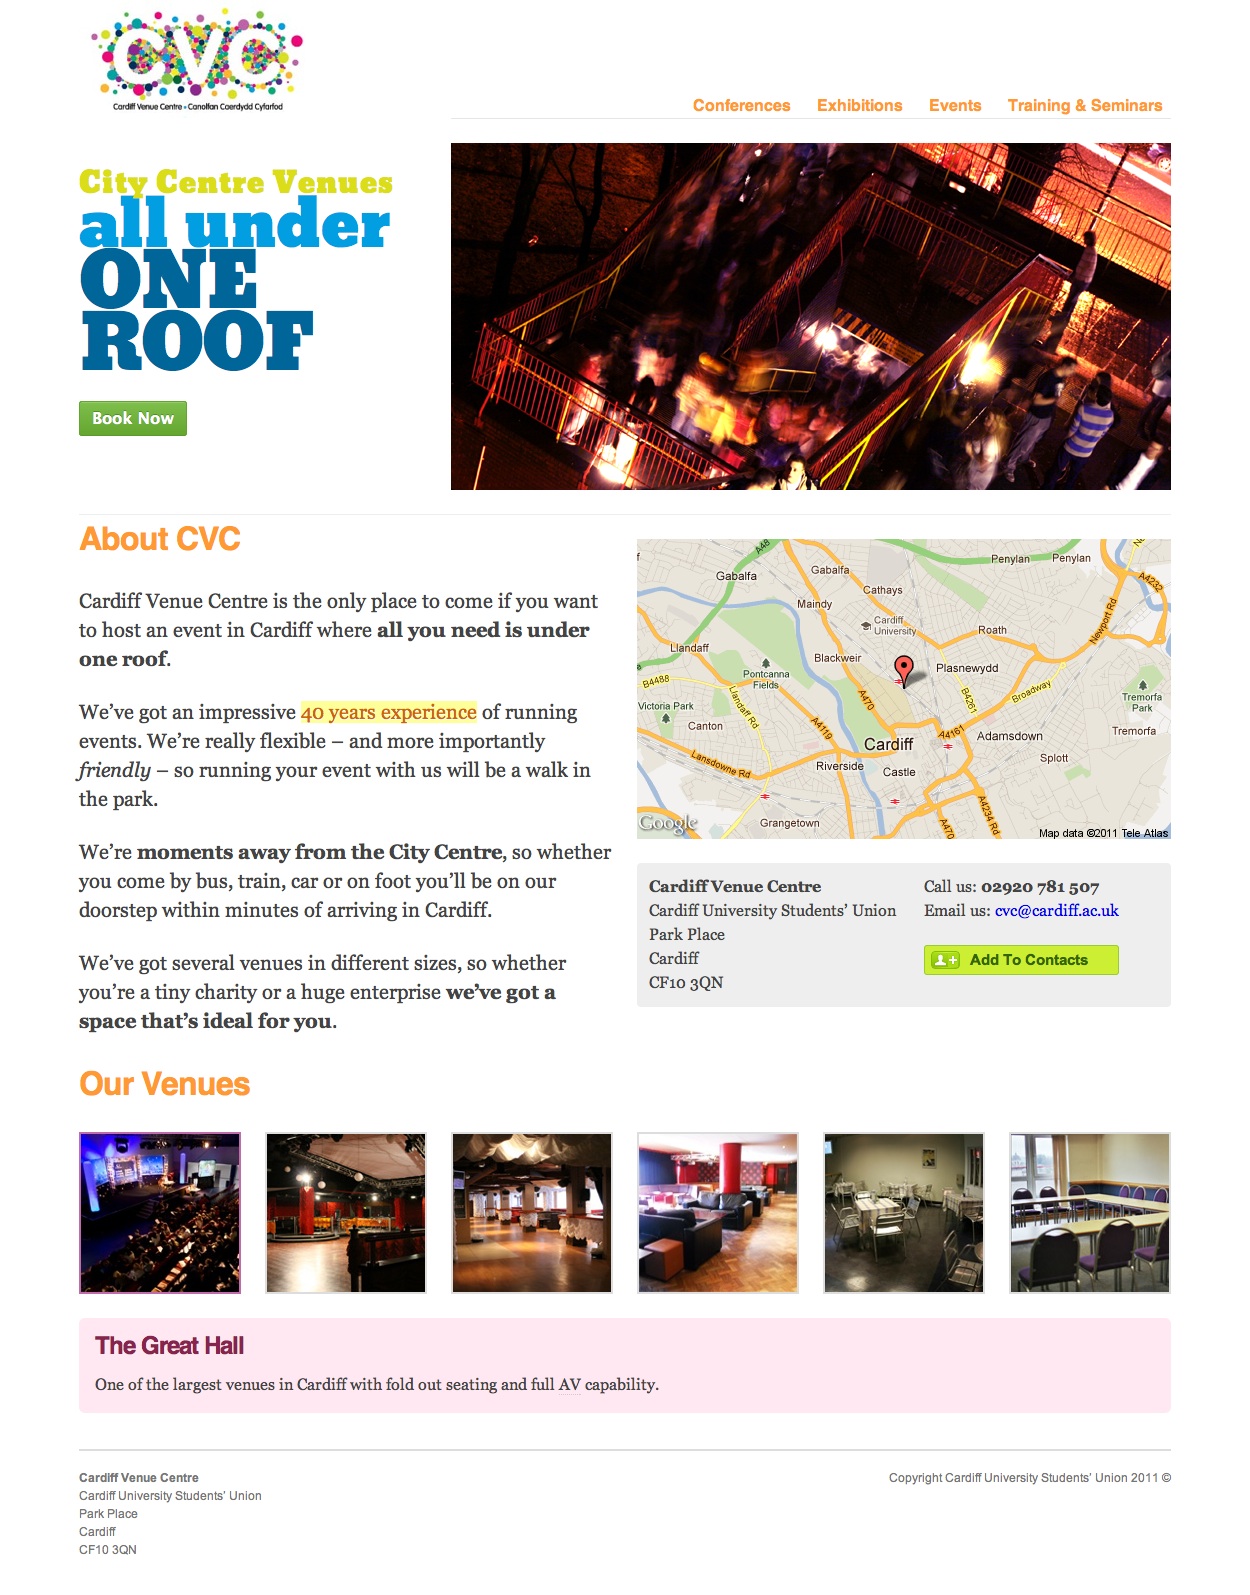 CVC
Cardiff Venue Centre • Canolfan Caerdydd Cyfarfod
Conferences Exhibitions Events Training & Seminars
City Centre Venues
all under
ONE
ROOF
Book Now
About CVC
Cardiff Venue Centre is the only place to come if you want
to host an event in Cardiff where all you need is under
one roof.
We’ve got an impressive 40 years experience of running
events. We’re really flexible – and more importantly
friendly – so running your event with us will be a walk in
the park.
We’re moments away from the City Centre, so whether
you come by bus, train, car or on foot you’ll be on our
doorstep within minutes of arriving in Cardiff.
We’ve got several venues in different sizes, so whether
you’re a tiny charity or a huge enterprise we’ve got a
space that’s ideal for you.
A48
Penylan Penylan
Gabalfa
Gabalfa
A4232
Cathays
Maindy
Newport Rd
Cardiff
University
Roath
Llandaff
Blackweir
Plasnewydd
Pontcanna
Fields
B4488
Llandaff Rd
A470
B4261
Broadway
Tremorfa
Park
Victoria Park
Canton
A4119
A4161
Adamsdown
Tremorfa
Cardiff
Lansdowne Rd
Riverside
Castle
Splott
A4234 Rd
Grangetown
A470
Google
Map data ©2011 Tele Atlas
Cardiff Venue Centre
Cardiff University Students’ Union
Park Place
Cardiff
CF10 3QN
Call us: 02920 781 507
Email us: cvc@cardiff.ac.uk
Add To Contacts
Our Venues
The Great Hall
One of the largest venues in Cardiff with fold out seating and full AV capability.
Cardiff Venue Centre
Cardiff University Students’ Union
Park Place
Cardiff
CF10 3QN
Copyright Cardiff University Students’ Union 2011 ©